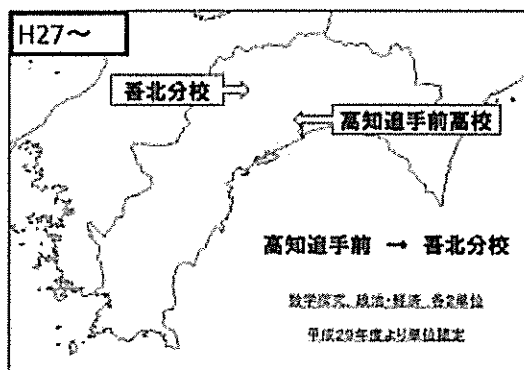 H27～
吾北分校
高知追手前高校
高知追手前 → 吾北分校
数学探究、政治・経済 各2単位
平成29年度より単位認定